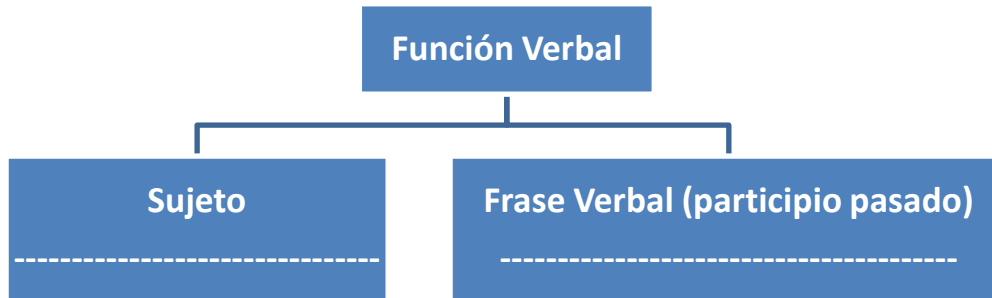 Función Verbal
Sujeto
--------------------------------
Frase Verbal (participio pasado)
----------------------------------------